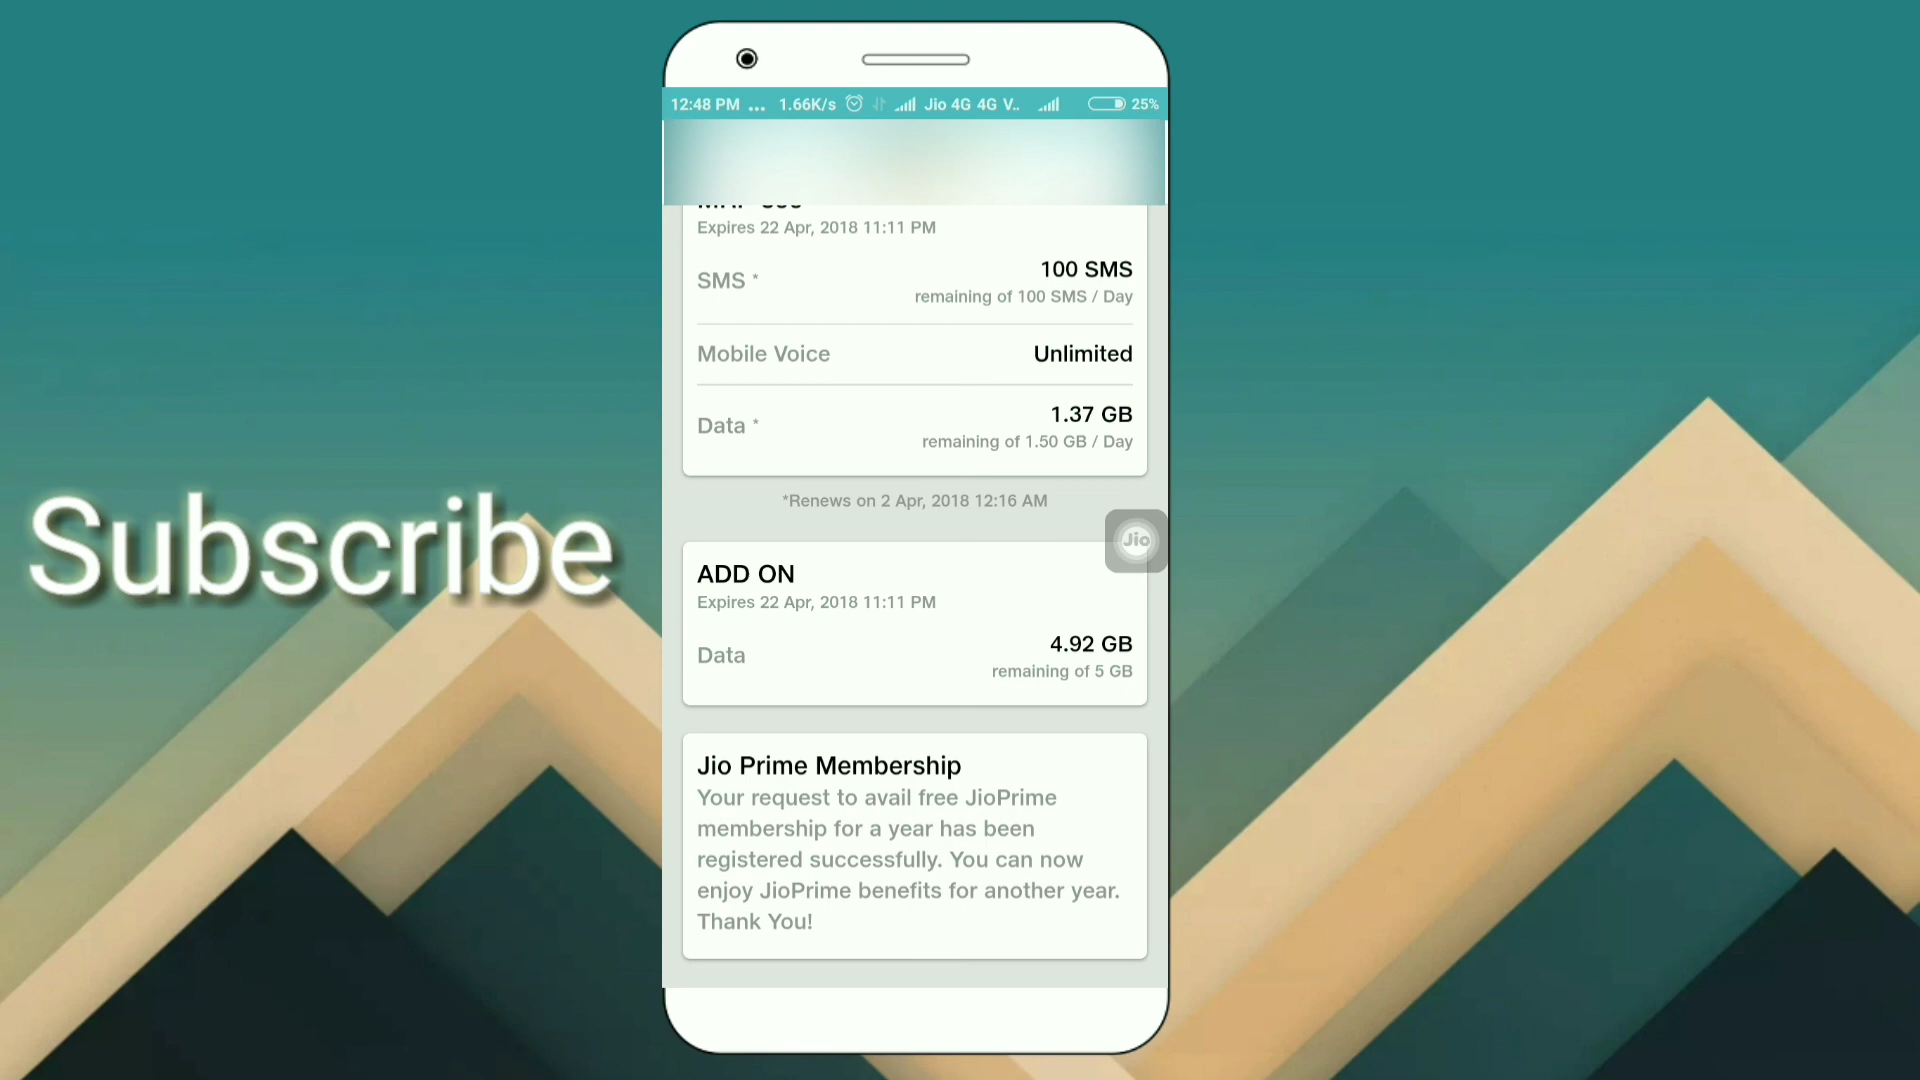 12:48 PM ... 1.66K/s Jio 4G 4G V.. 25%
Expires 22 Apr, 2018 11:11 PM
SMS *
100 SMS
remaining of 100 SMS / Day
Mobile Voice
Unlimited
Data *
1.37 GB
remaining of 1.50 GB / Day
*Renews on 2 Apr, 2018 12:16 AM
Jio
Subscribe
ADD ON
Expires 22 Apr, 2018 11:11 PM
Data
4.92 GB
remaining of 5 GB
Jio Prime Membership
Your request to avail free JioPrime
membership for a year has been
registered successfully. You can now
enjoy JioPrime benefits for another year.
Thank You!